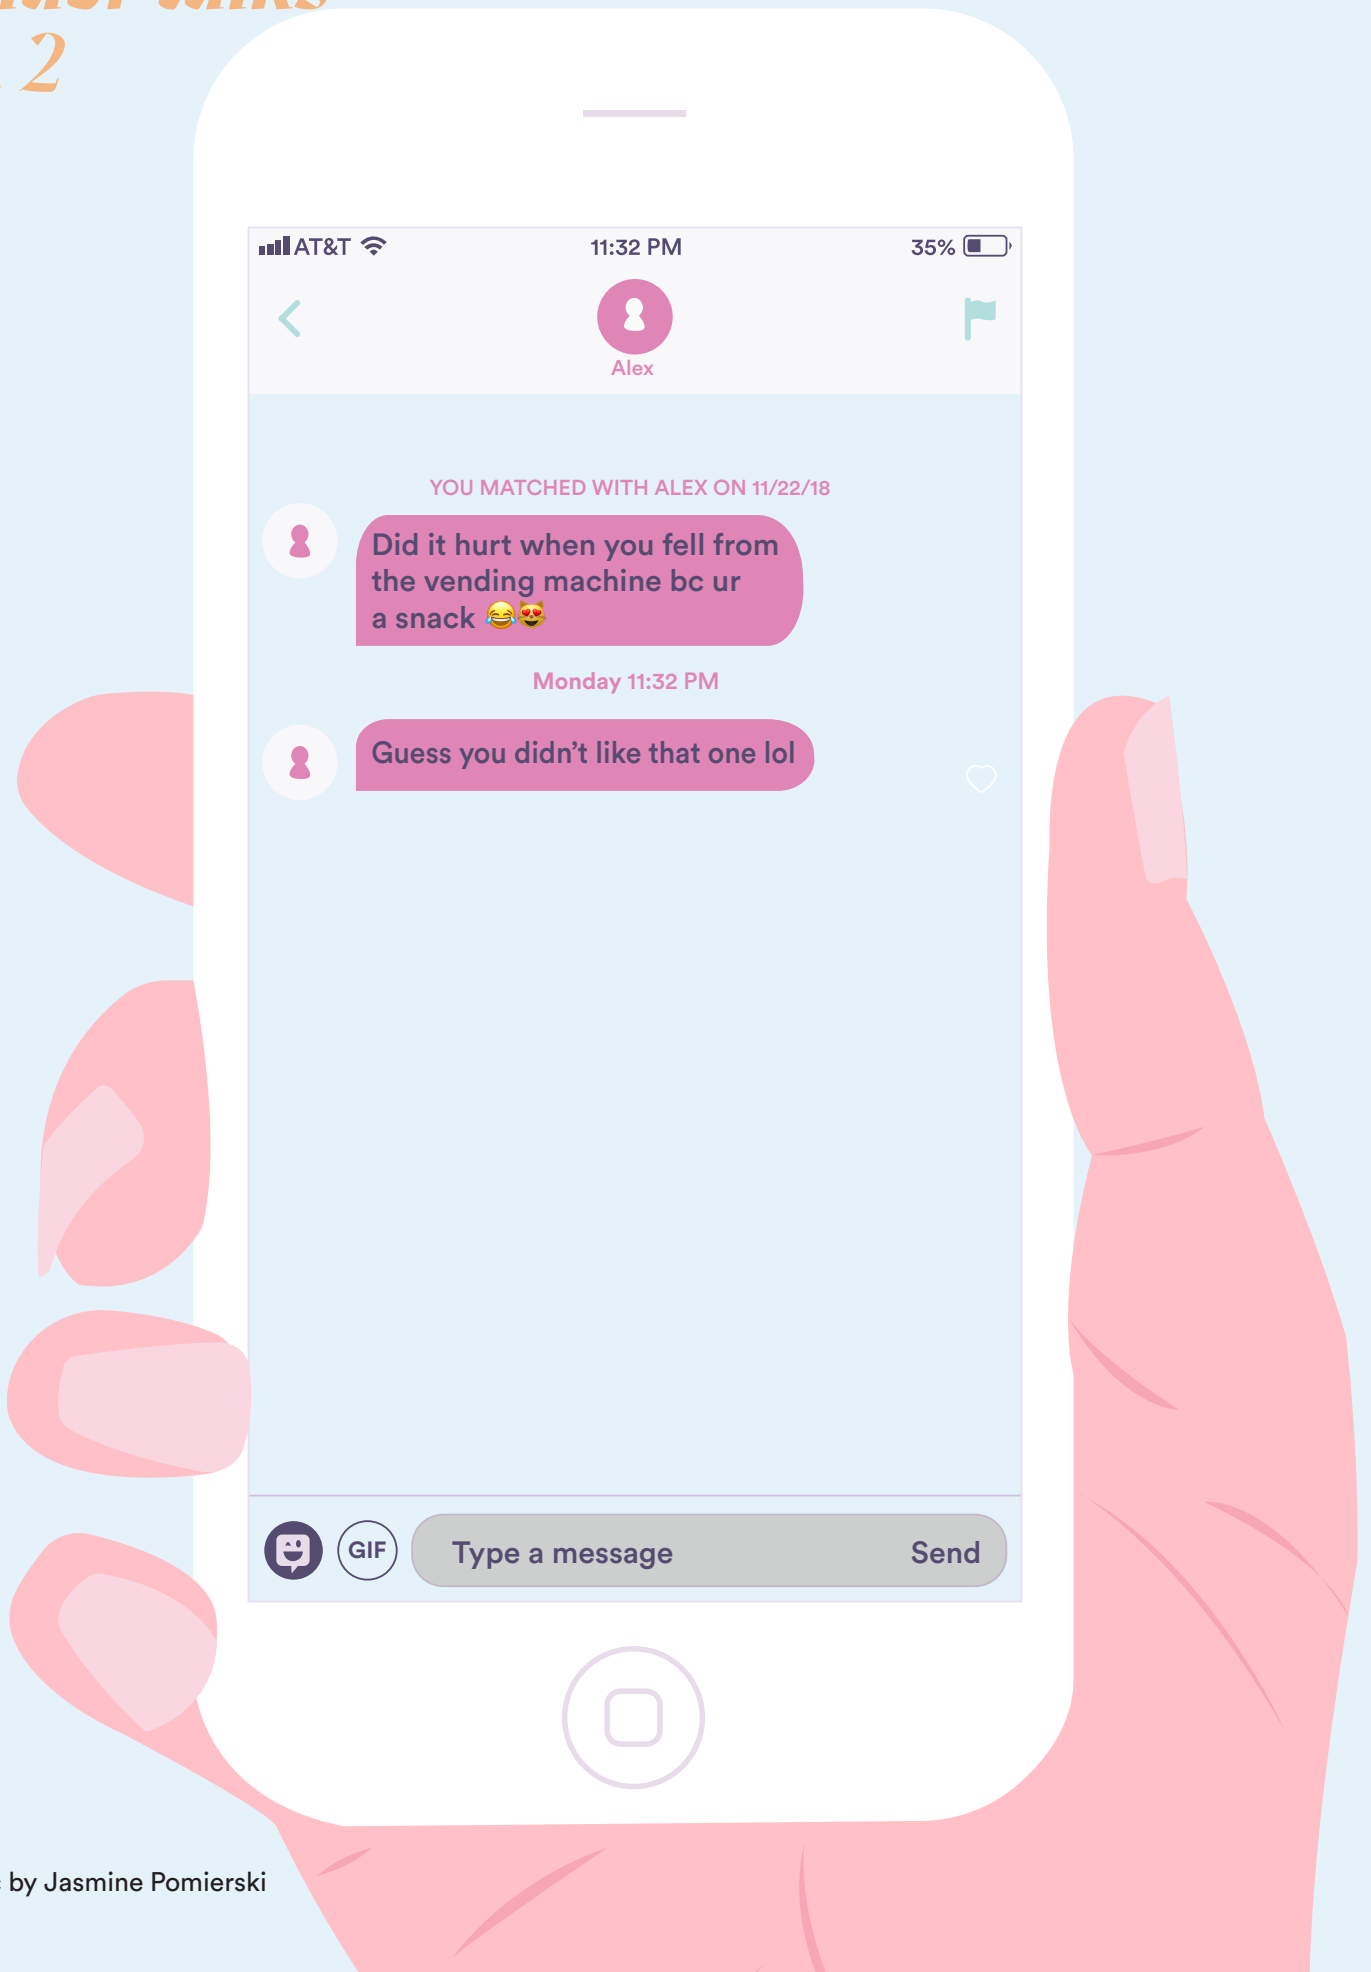 talks
2
AT&T 11:32 PM 35%
Alex
YOU MATCHED WITH ALEX ON 11/22/18
Did it hurt when you fell from
the vending machine bc ur
a snack 😂😻
Monday 11:32 PM
Guess you didn’t like that one lol
GIF Type a message Send
by Jasmine Pomierski